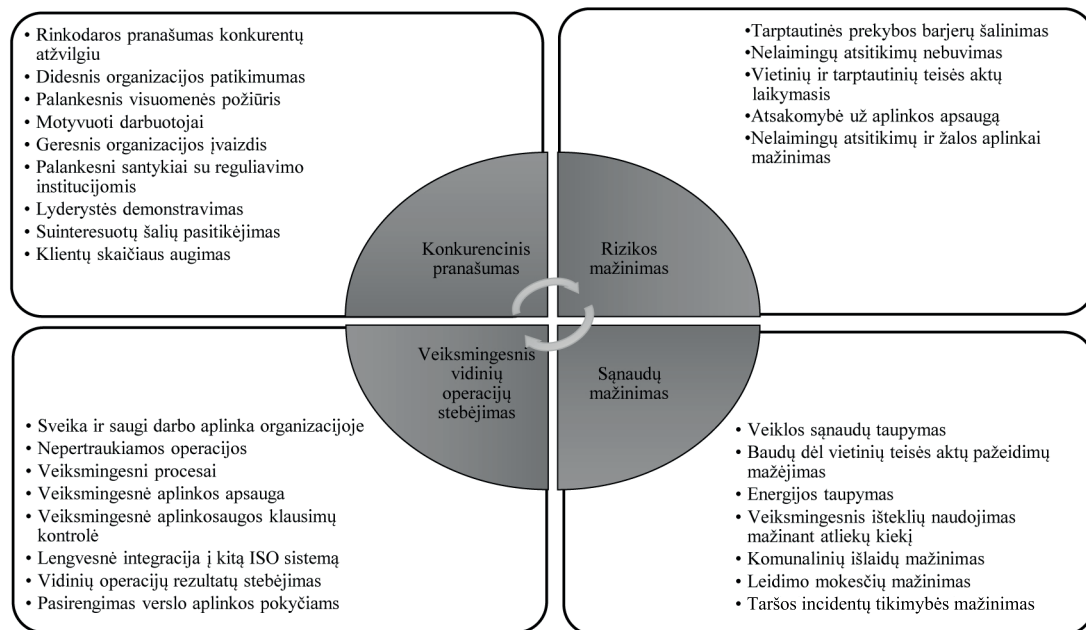 • Rinkodaros pranašumas konkurentų
atžvilgiu
• Didesnis organizacijos patikimumas
• Palankesnis visuomenės požiūris
• Motyvuoti darbuotojai
• Geresnis organizacijos įvaizdis
• Palankesni santykiai su reguliavimo
institucijomis
• Lyderystės demonstravimas
• Suinteresuotų šalių pasitikėjimas
• Klientų skaičiaus augimas
•Tarptautinės prekybos barjerų šalinimas
•Nelaimingų atsitikimų nebuvimas
•Vietinių ir tarptautinių teisės aktų
laikymasis
•Atsakomybė už aplinkos apsaugą
•Nelaimingų atsitikimų ir žalos aplinkai
mažinimas
Konkurencinis
pranašumas
Rizikos
mažinimas
Veiksmingesnis
vidinių
operacijų
stebėjimas
Sąnaudų
mažinimas
• Sveika ir saugi darbo aplinka organizacijoje
• Nepertraukiamos operacijos
• Veiksmingesni procesai
• Veiksmingesnė aplinkos apsauga
• Veiksmingesnė aplinkosaugos klausimų
kontrolė
• Lengvesnė integracija į kitą ISO sistemą
• Vidinių operacijų rezultatų stebėjimas
• Pasirengimas verslo aplinkos pokyčiams
• Veiklos sąnaudų taupymas
• Baudų dėl vietinių teisės aktų pažeidimų
mažėjimas
• Energijos taupymas
• Veiksmingesnis išteklių naudojimas
mažinant atliekų kiekį
• Komunalinių išlaidų mažinimas
• Leidimo mokesčių mažinimas
• Taršos incidentų tikimybės mažinimas